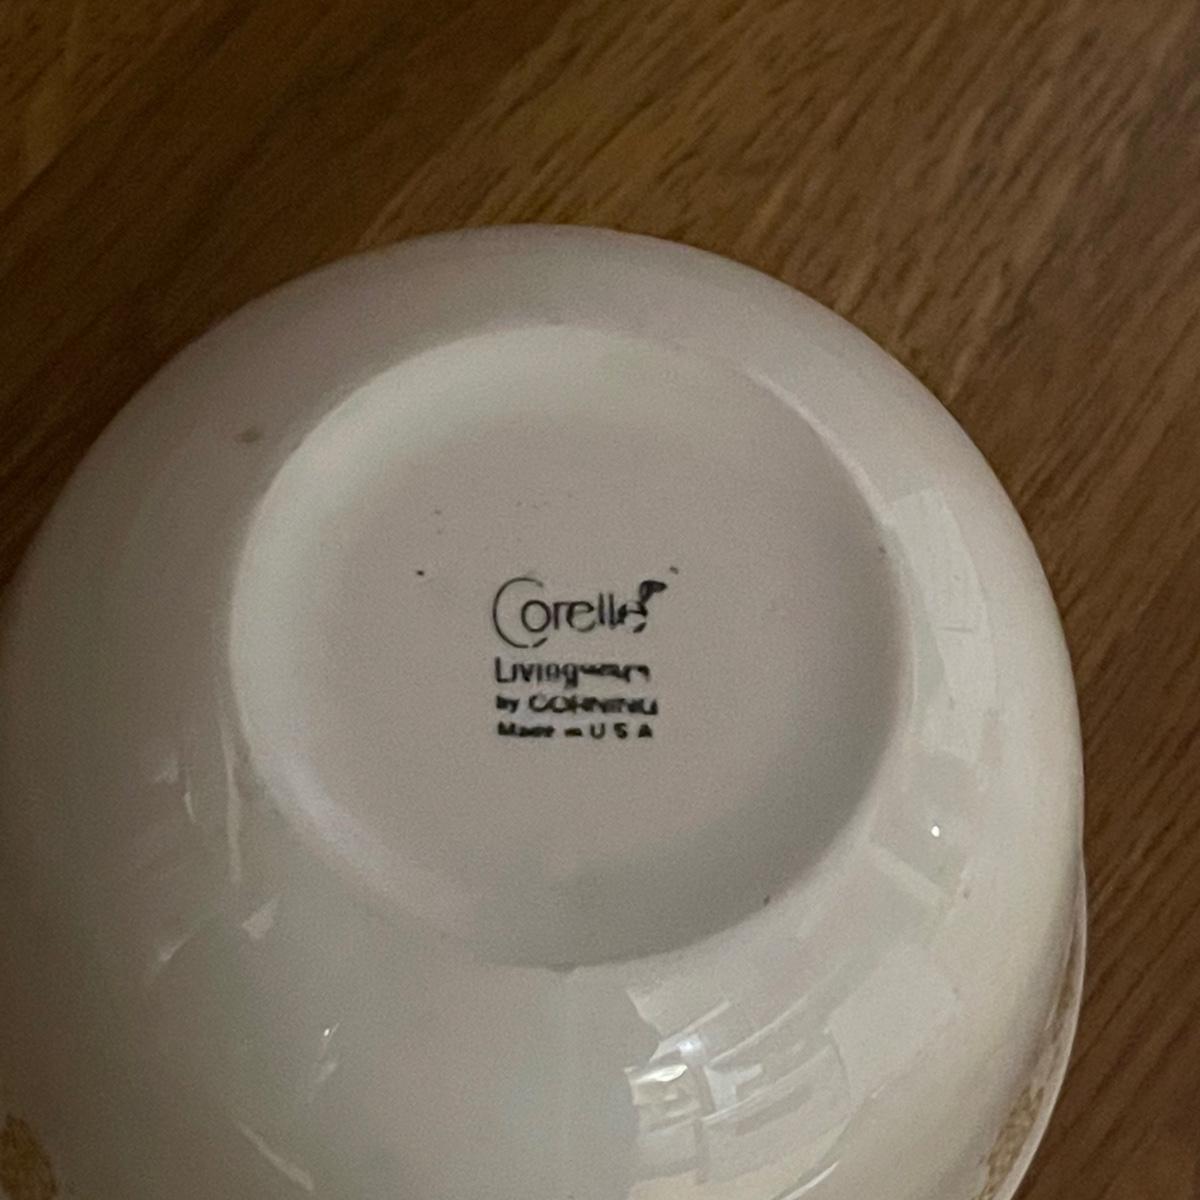 Corelle
Livingware
by CORNING
Made in U S A